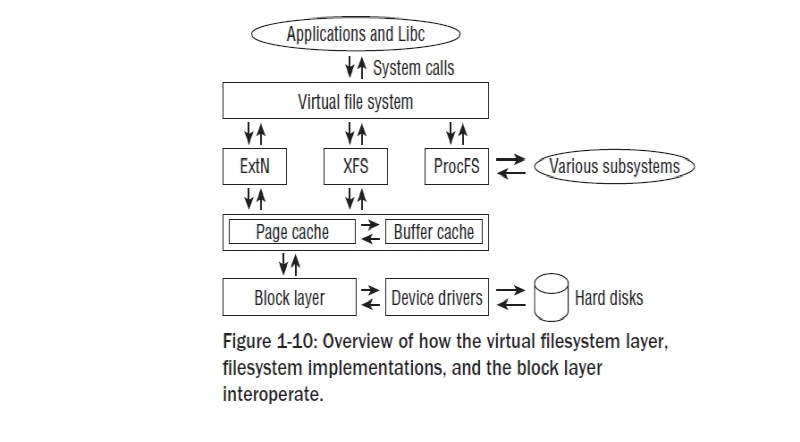 Applications and Libc
System calls
Virtual file system
ExtN
XFS
ProcFS
Various subsystems
Page cache
Buffer cache
Block layer
Device drivers
Hard disks
Figure 1-10: Overview of how the virtual filesystem layer,
filesystem implementations, and the block layer
interoperate.